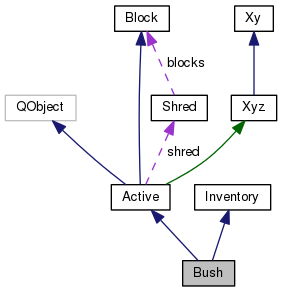 Block
Xy
blocks
QObject
Shred
Xyz
shred
Active
Inventory
Bush